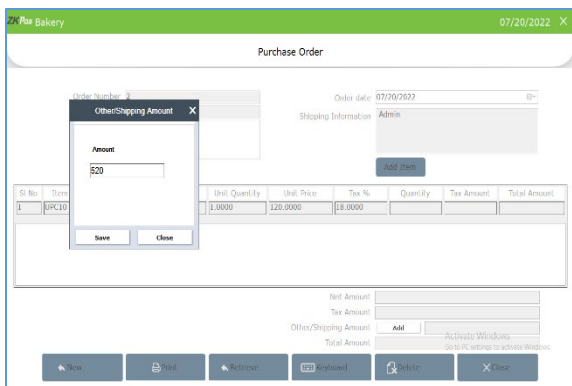 ZKPos Bakery 07/20/2022 X
Purchase Order
Order Number 2
Order date 07/20/2022
Other/Shipping Amount X
Shipping Information Admin
Amount
520
Add Item
Sl No Item Unit Quantity Unit Price Tax % Quantity Tax Amount Total Amount
1 UPC10 1.0000 120.0000 18.0000
Save Close
Net Amount
Tax Amount
Other/Shipping Amount Add
Activate Windows
Total Amount
Go to PC settings to activate Windows.
New Print Retrieve Keyboard Delete Close